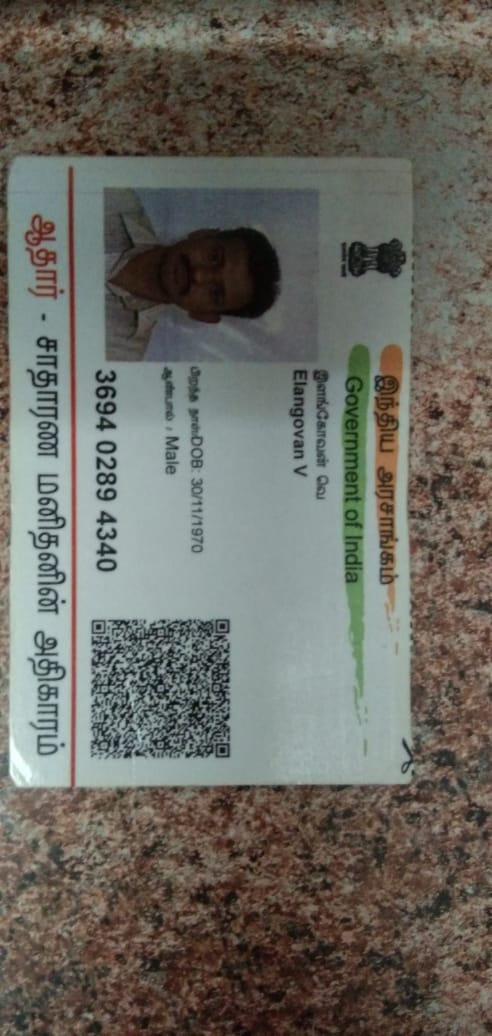 இந்திய அரசாங்கம்
Government of India
இளங்கோவன் வெ
Elangovan V
பிறந்த நாள்/DOB: 30/11/1970
ஆண்பால் / Male
3694 0289 4340
ஆதார் - சாதாரண மனிதனின் அதிகாரம்